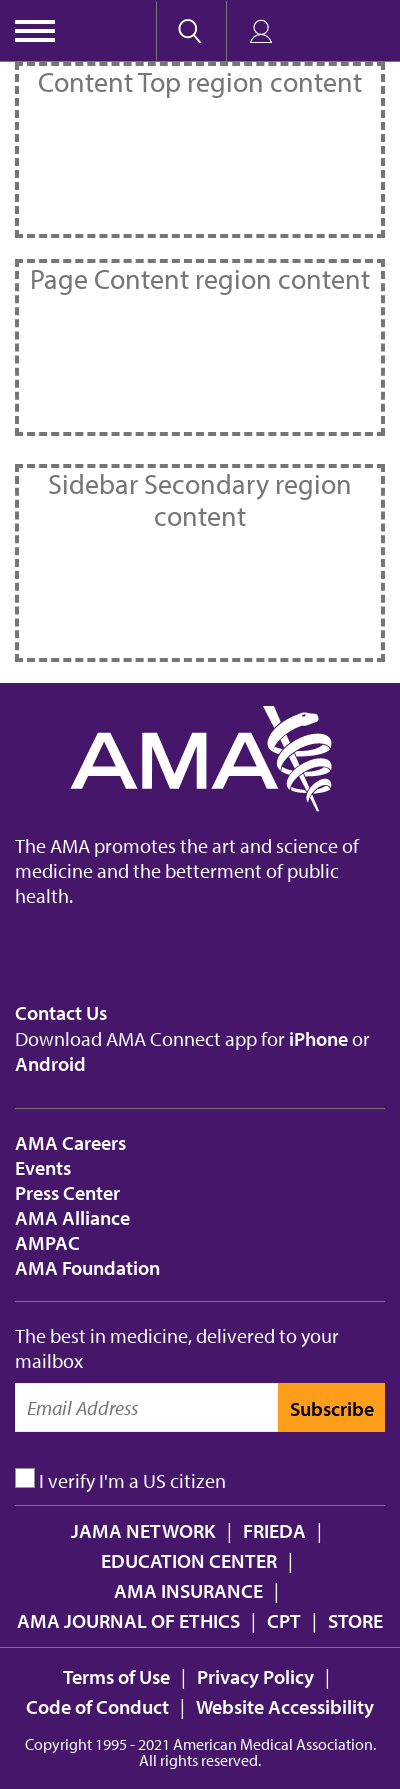 Content Top region content
Page Content region content
Sidebar Secondary region
content
AMA
The AMA promotes the art and science of
medicine and the betterment of public
health.
Contact Us
Download AMA Connect app for iPhone or
Android
AMA Careers
Events
Press Center
AMA Alliance
AMPAC
AMA Foundation
The best in medicine, delivered to your
mailbox
Email Address Subscribe
I verify I'm a US citizen
JAMA NETWORK | FRIEDA |
EDUCATION CENTER |
AMA INSURANCE |
AMA JOURNAL OF ETHICS | CPT | STORE
Terms of Use | Privacy Policy |
Code of Conduct | Website Accessibility
Copyright 1995 - 2021 American Medical Association.
All rights reserved.